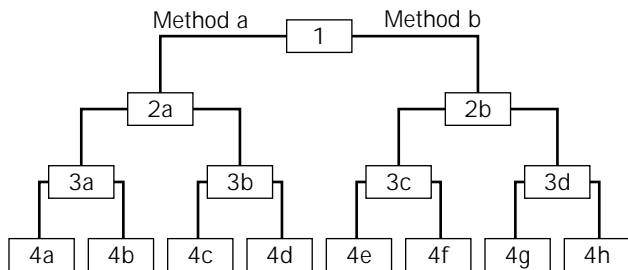 Method a Method b
1
2a 2b
3a 3b 3c 3d
4a 4b 4c 4d 4e 4f 4g 4h